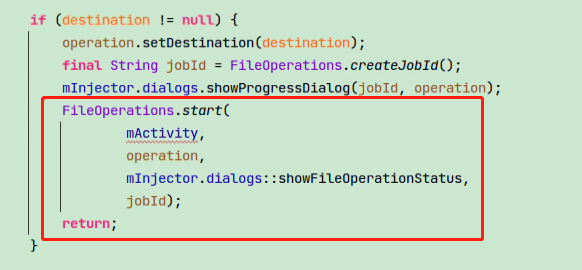 if (destination != null) {
operation.setDestination(destination);
final String jobId = FileOperations.createJobId();
mInjector.dialogs.showProgressDialog(jobId, operation);
FileOperations.start(
mActivity,
operation,
mInjector.dialogs::showFileOperationStatus,
jobId);
return;
}